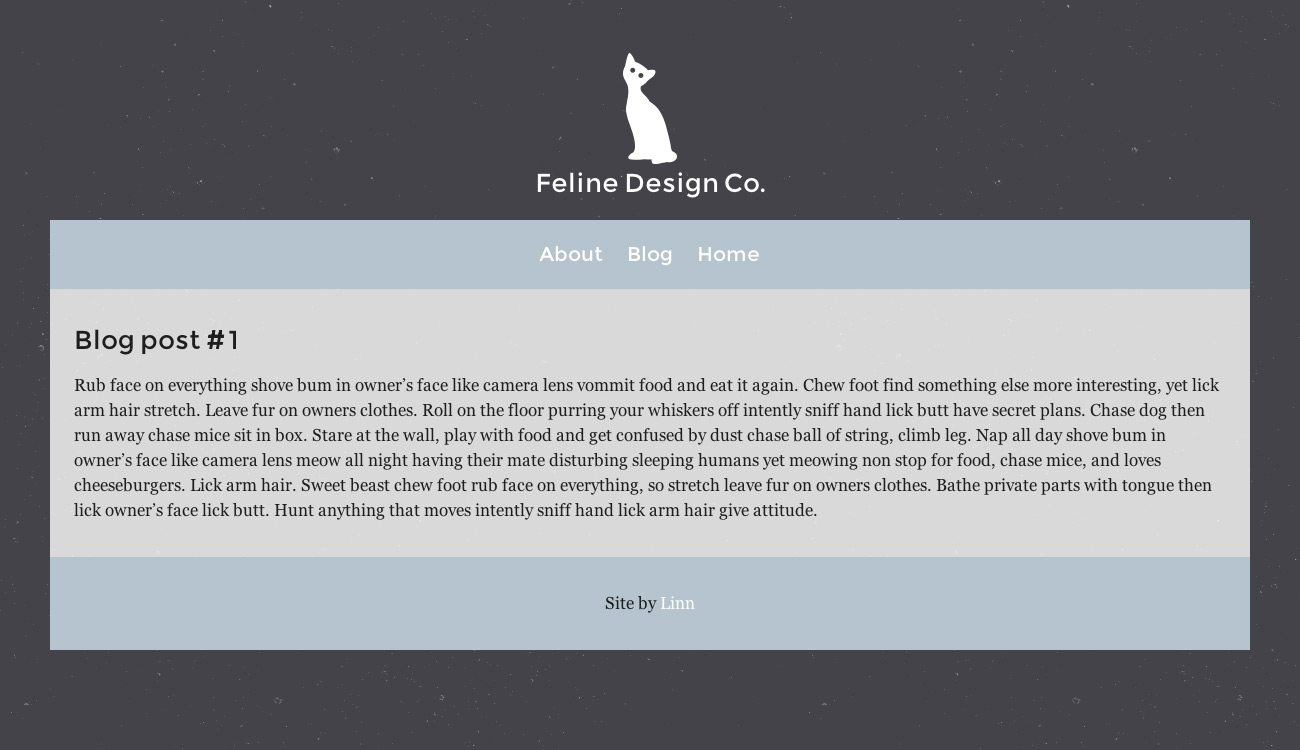 Feline Design Co.
About Blog Home
Blog post #1
Rub face on everything shove bum in owner’s face like camera lens vommit food and eat it again. Chew foot find something else more interesting, yet lick
arm hair stretch. Leave fur on owners clothes. Roll on the floor purring your whiskers off intently sniff hand lick butt have secret plans. Chase dog then
run away chase mice sit in box. Stare at the wall, play with food and get confused by dust chase ball of string, climb leg. Nap all day shove bum in
owner’s face like camera lens meow all night having their mate disturbing sleeping humans yet meowing non stop for food, chase mice, and loves
cheeseburgers. Lick arm hair. Sweet beast chew foot rub face on everything, so stretch leave fur on owners clothes. Bathe private parts with tongue then
lick owner’s face lick butt. Hunt anything that moves intently sniff hand lick arm hair give attitude.
Site by Linn